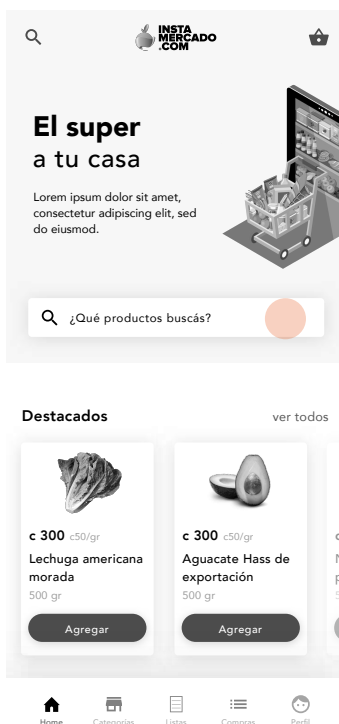 INSTA
MERCADO
.COM
El super
a tu casa
Lorem ipsum dolor sit amet,
consectetur adipiscing elit, sed
do eiusmod.
¿Qué productos buscás?
Destacados ver todos
c 300 c50/gr
Lechuga americana
morada
500 gr
Agregar
c 300 c50/gr
Aguacate Hass de
exportación
500 gr
Agregar
Home Categorías Listas Compras Perfil